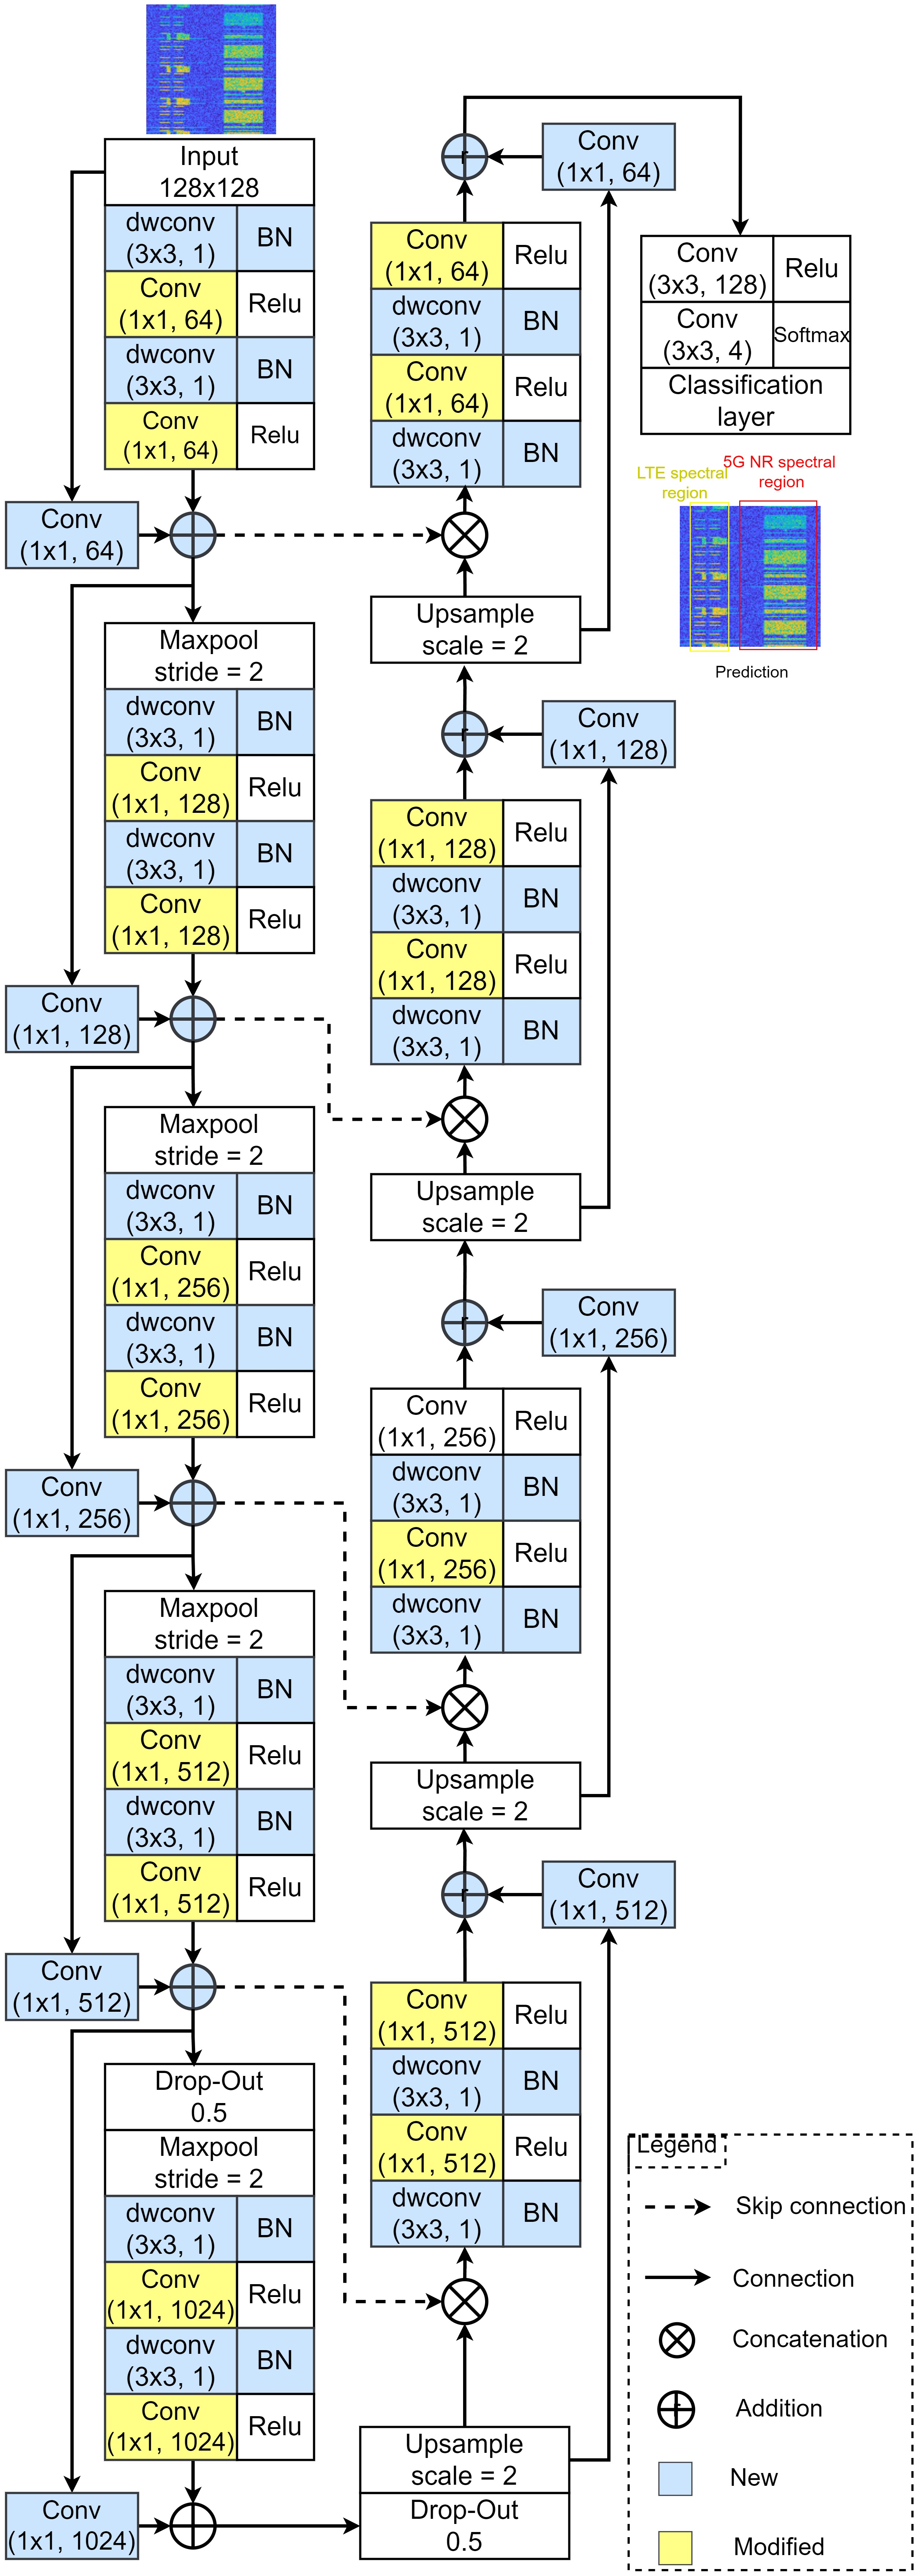 Input
128x128
dwconv
(3x3, 1)
BN
Conv
(1x1, 64)
Relu
dwconv
(3x3, 1)
BN
Conv
(1x1, 64)
Relu
Conv
(1x1, 64)
Maxpool
stride = 2
dwconv
(3x3, 1)
BN
Conv
(1x1, 128)
Relu
dwconv
(3x3, 1)
BN
Conv
(1x1, 128)
Relu
Conv
(1x1, 128)
Maxpool
stride = 2
dwconv
(3x3, 1)
BN
Conv
(1x1, 256)
Relu
dwconv
(3x3, 1)
BN
Conv
(1x1, 256)
Relu
Conv
(1x1, 256)
Maxpool
stride = 2
dwconv
(3x3, 1)
BN
Conv
(1x1, 512)
Relu
dwconv
(3x3, 1)
BN
Conv
(1x1, 512)
Relu
Conv
(1x1, 512)
Drop-Out
0.5
Maxpool
stride = 2
dwconv
(3x3, 1)
BN
Conv
(1x1, 1024)
Relu
dwconv
(3x3, 1)
BN
Conv
(1x1, 1024)
Relu
Conv
(1x1, 1024)
Conv
(1x1, 64)
Conv
(1x1, 64)
Relu
dwconv
(3x3, 1)
BN
Conv
(1x1, 64)
Relu
dwconv
(3x3, 1)
BN
Upsample
scale = 2
Conv
(1x1, 128)
Conv
(1x1, 128)
Relu
dwconv
(3x3, 1)
BN
Conv
(1x1, 128)
Relu
dwconv
(3x3, 1)
BN
Upsample
scale = 2
Conv
(1x1, 256)
Conv
(1x1, 256)
Relu
dwconv
(3x3, 1)
BN
Conv
(1x1, 256)
Relu
dwconv
(3x3, 1)
BN
Upsample
scale = 2
Conv
(1x1, 512)
Conv
(1x1, 512)
Relu
dwconv
(3x3, 1)
BN
Conv
(1x1, 512)
Relu
dwconv
(3x3, 1)
BN
Upsample
scale = 2
Drop-Out
0.5
Conv
(3x3, 128)
Relu
Conv
(3x3, 4)
Softmax
Classification
layer
LTE spectral
region
5G NR spectral
region
Prediction
Legend
Skip connection
Connection
Concatenation
Addition
New
Modified